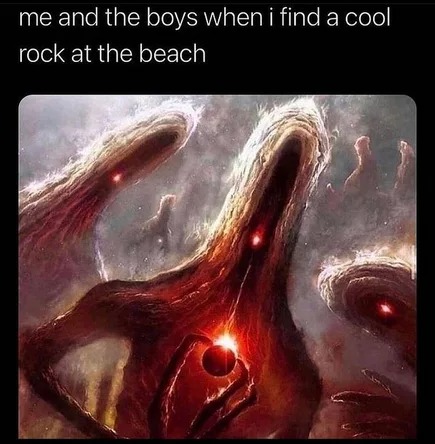 me and the boys when i find a cool
rock at the beach